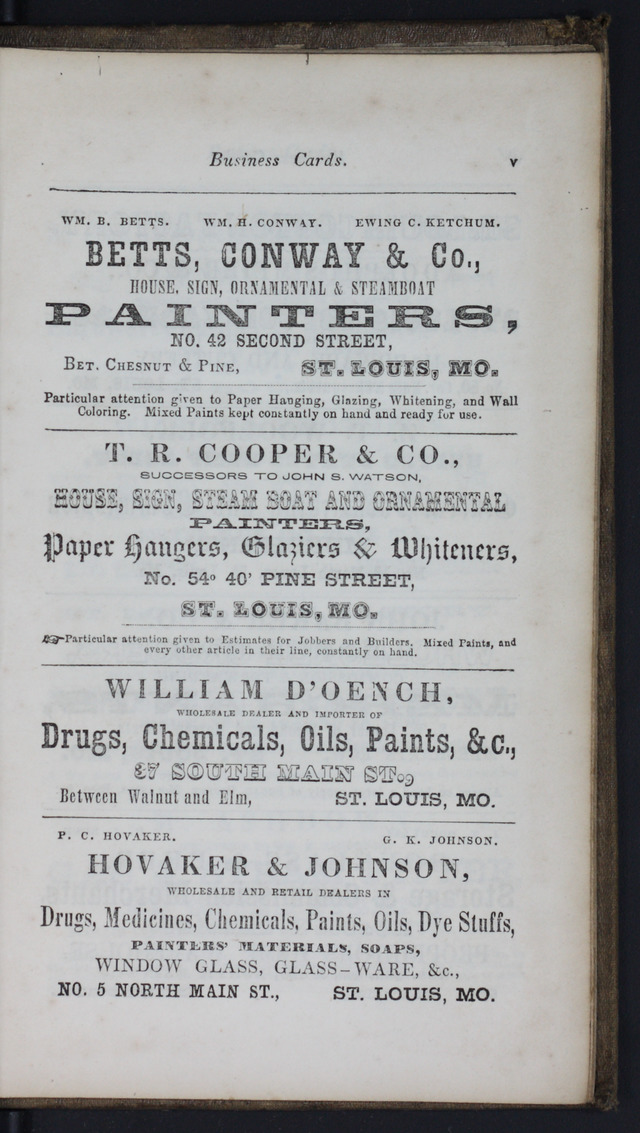 Business Cards. v
WM. B. BETTS. WM. H. CONWAY. EWING C. KETCHUM.
BETTS, CONWAY & Co.,
HOUSE, SIGN, ORNAMENTAL & STEAMBOAT
PAINTERS,
NO. 42 SECOND STREET,
BET. CHESNUT & PINE, ST. LOUIS, MO.
Particular attention given to Paper Hanging, Glazing, Whitening, and Wall
Coloring. Mixed Paints kept constantly on hand and ready for use.
T. R. COOPER & CO.,
SUCCESSORS TO JOHN S. WATSON,
HOUSE, SIGN, STEAM BOAT AND ORNAMENTAL
PAINTERS,
Paper Hangers, Glaziers & Whiteners,
No. 54º 40' PINE STREET,
ST. LOUIS, MO.
☞Particular attention given to Estimates for Jobbers and Builders. Mixed Paints, and
every other article in their line, constantly on hand.
WILLIAM D'OENCH,
WHOLESALE DEALER AND IMPORTER OF
Drugs, Chemicals, Oils, Paints, &c.,
37 SOUTH MAIN ST.,
Between Walnut and Elm, ST. LOUIS, MO.
P. C. HOVAKER. G. K. JOHNSON.
HOVAKER & JOHNSON,
WHOLESALE AND RETAIL DEALERS IN
Drugs, Medicines, Chemicals, Paints, Oils, Dye Stuffs,
PAINTERS' MATERIALS, SOAPS,
WINDOW GLASS, GLASS-WARE, &c.,
NO. 5 NORTH MAIN ST., ST. LOUIS, MO.